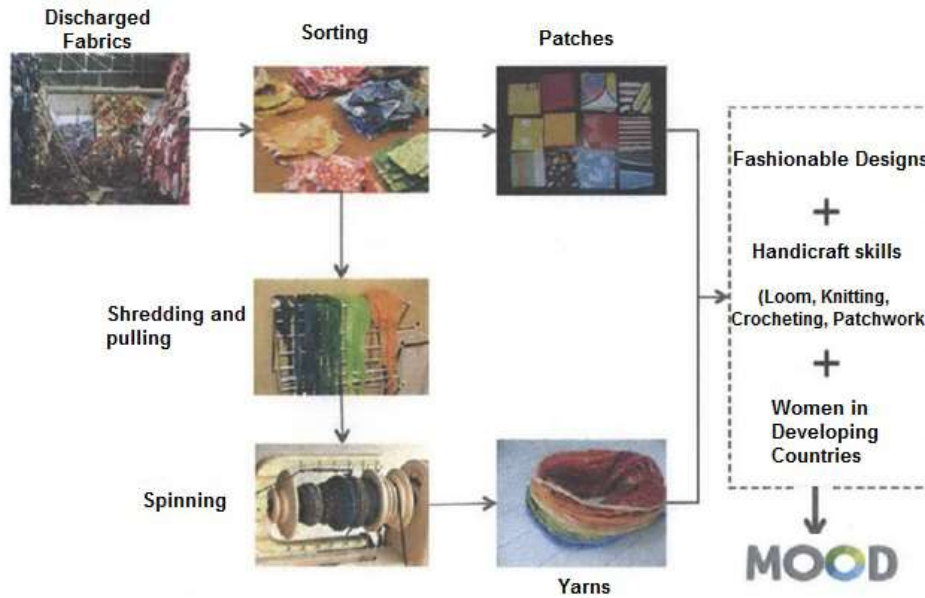 Discharged
Fabrics
Sorting
Patches
Fashionable Designs
+
Handicraft skills
(Loom, Knitting,
Crocheting, Patchwork
+
Women in
Developing
Countries
Shredding and
pulling
Spinning
Yarns
MOOD